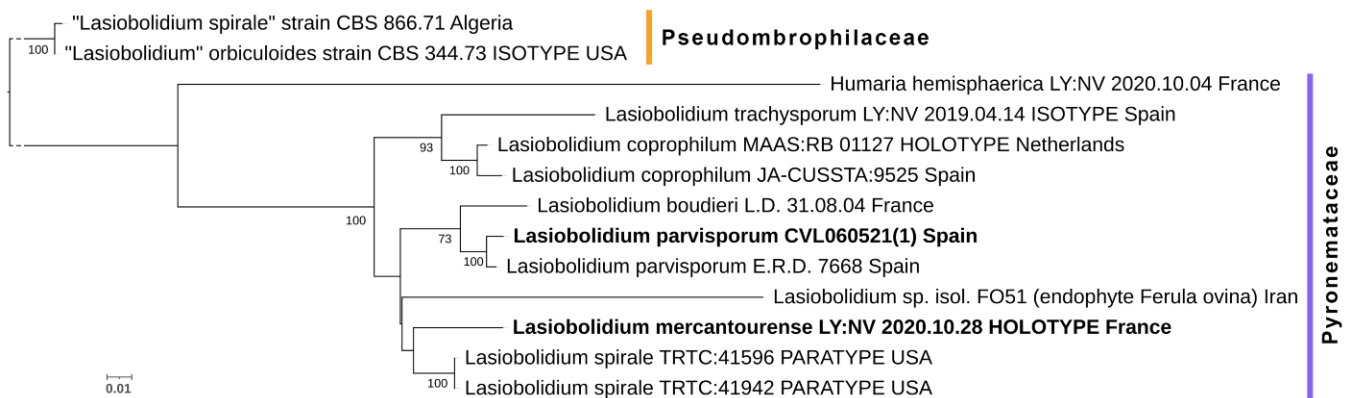 "Lasiobolidium spirale" strain CBS 866.71 Algeria
100
"Lasiobolidium" orbiculoides strain CBS 344.73 ISOTYPE USA
Pseudombrophilaceae
Humaria hemisphaerica LY:NV 2020.10.04 France
Lasiobolidium trachysporum LY:NV 2019.04.14 ISOTYPE Spain
93
Lasiobolidium coprophilum MAAS:RB 01127 HOLOTYPE Netherlands
100
Lasiobolidium coprophilum JA-CUSSTA:9525 Spain
100
Lasiobolidium boudieri L.D. 31.08.04 France
73
Lasiobolidium parvisporum CVL060521(1) Spain
100
Lasiobolidium parvisporum E.R.D. 7668 Spain
Lasiobolidium sp. isol. FO51 (endophyte Ferula ovina) Iran
Lasiobolidium mercantourense LY:NV 2020.10.28 HOLOTYPE France
Lasiobolidium spirale TRTC:41596 PARATYPE USA
100
Lasiobolidium spirale TRTC:41942 PARATYPE USA
Pyronemataceae
0.01